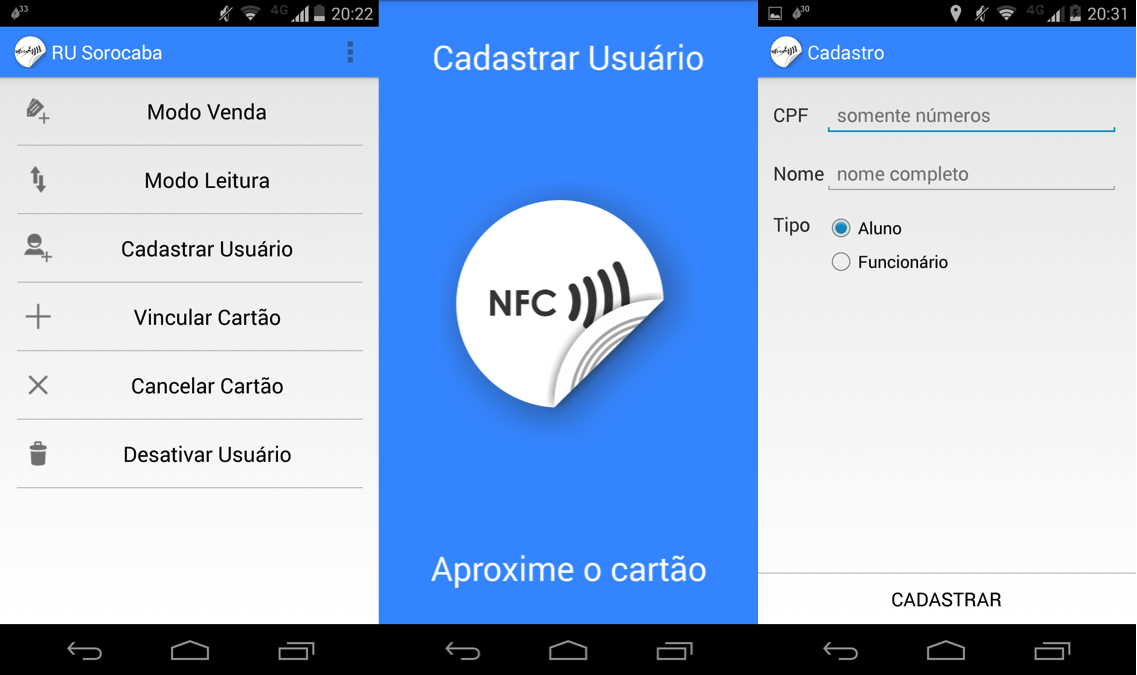 33
4G
20:22
RU Sorocaba
Modo Venda
Modo Leitura
Cadastrar Usuário
Vincular Cartão
Cancelar Cartão
Desativar Usuário
Cadastrar Usuário
NFC
Aproxime o cartão
30
4G
20:31
Cadastro
CPF somente números
Nome nome completo
Tipo Aluno
Funcionário
CADASTRAR